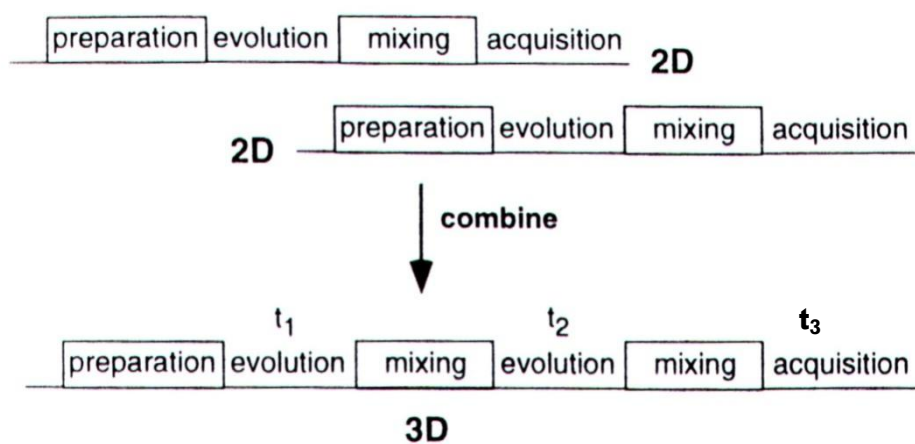 preparation evolution mixing acquisition
2D
preparation evolution mixing acquisition
2D
combine
t1 t2 t3
preparation evolution mixing evolution mixing acquisition
3D